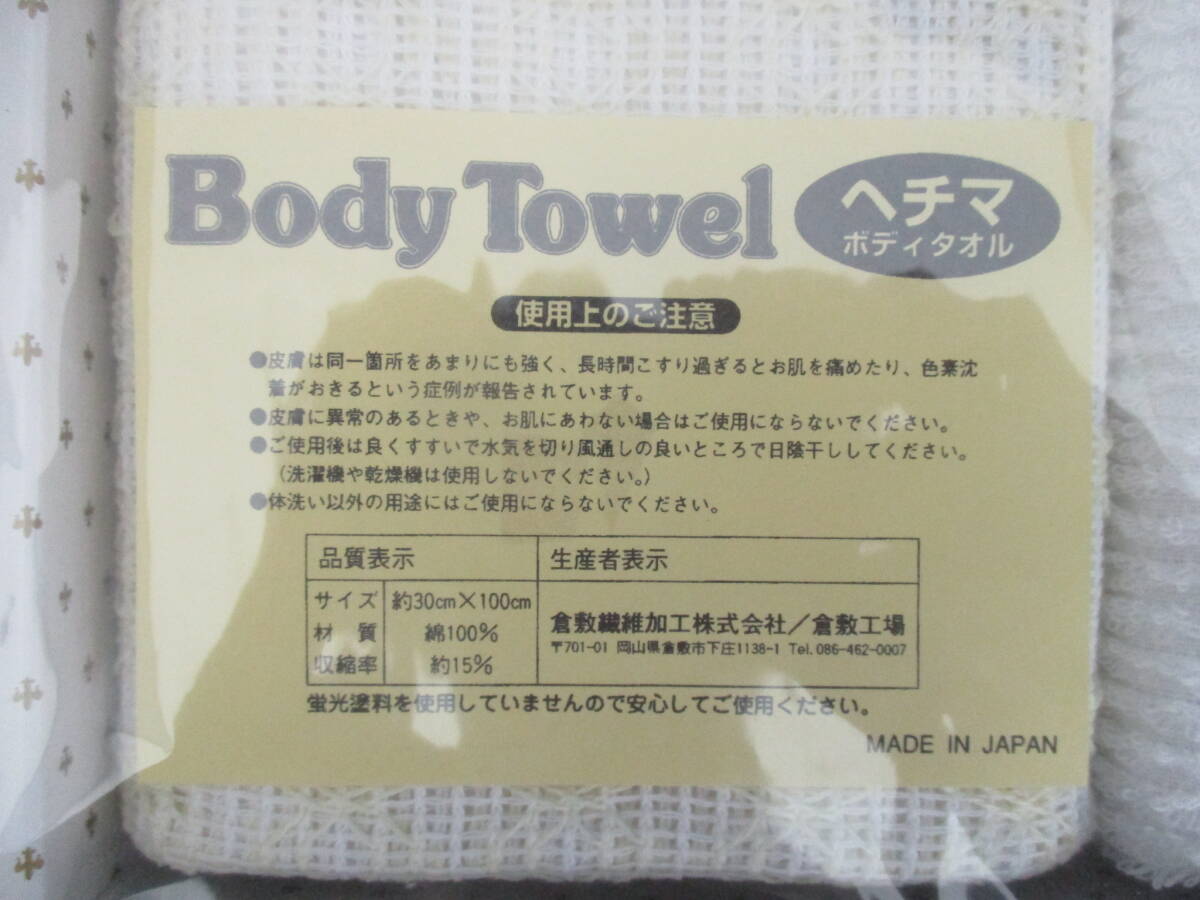 Body Towel
ヘチマ
ボディタオル
使用上のご注意
●皮膚は同一箇所をあまりにも強く、長時間こすり過ぎるとお肌を痛めたり、色素沈
着がおきるという症例が報告されています。
●皮膚に異常のあるときや、お肌にあわない場合はご使用にならないでください。
●ご使用後は良くすすいで水気を切り風通しの良いところで日陰干ししてください。
（洗濯機や乾燥機は使用しないでください。）
●体洗い以外の用途にはご使用にならないでください。
品質表示 生産者表示
サイズ 約30cm×100cm
材質 綿100%
収縮率 約15%
倉敷繊維加工株式会社／倉敷工場
〒701-01 岡山県倉敷市下庄1138-1 Tel.086-462-0007
蛍光塗料を使用していませんので安心してご使用ください。
MADE IN JAPAN